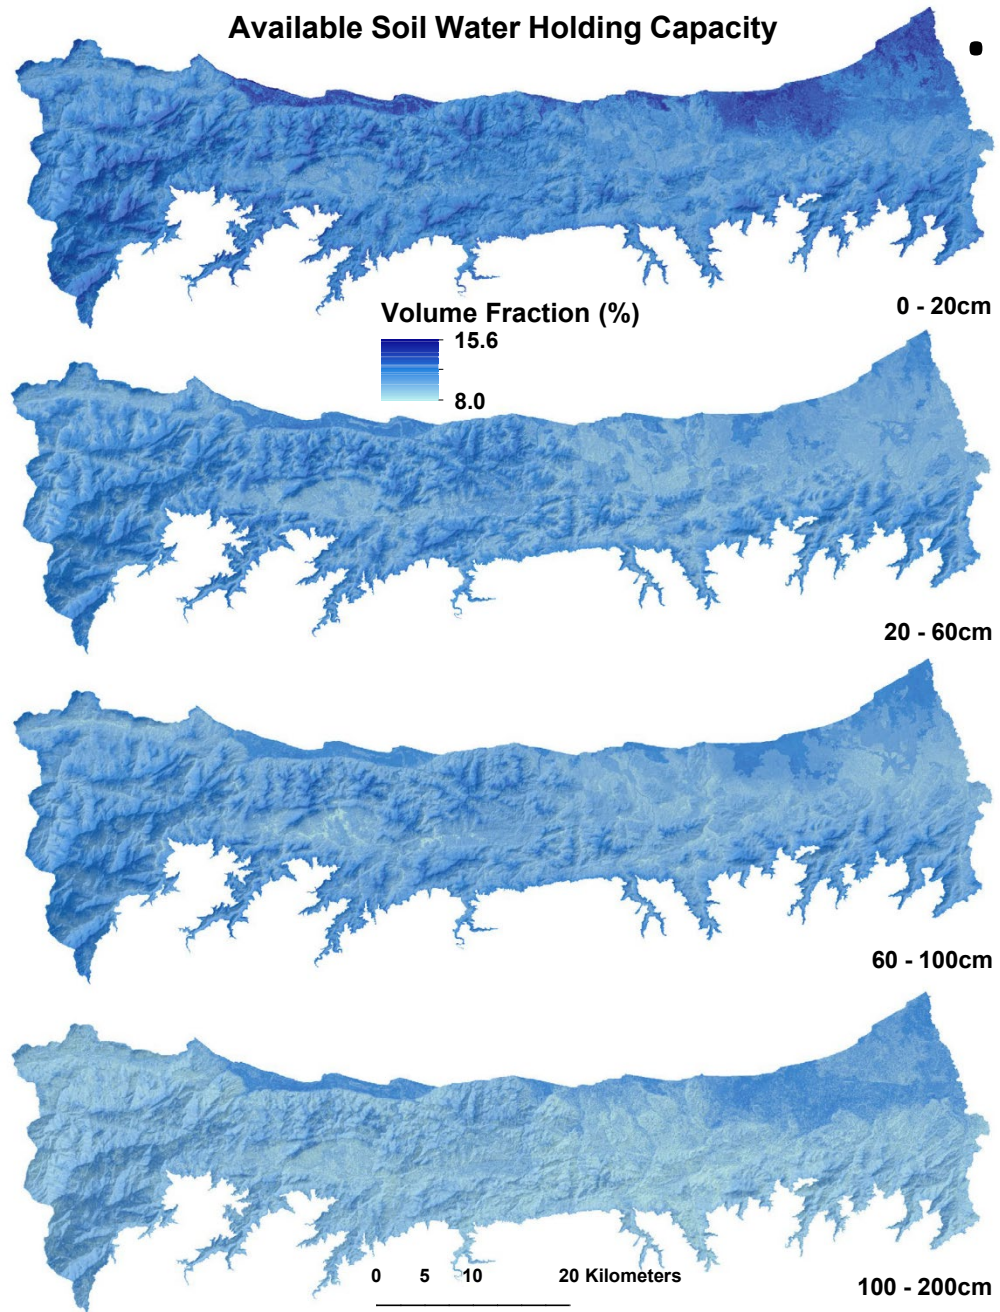 Available Soil Water Holding Capacity
0 - 20cm
Volume Fraction (%)
15.6
8.0
20 - 60cm
60 - 100cm
0 5 10 20 Kilometers
100 - 200cm